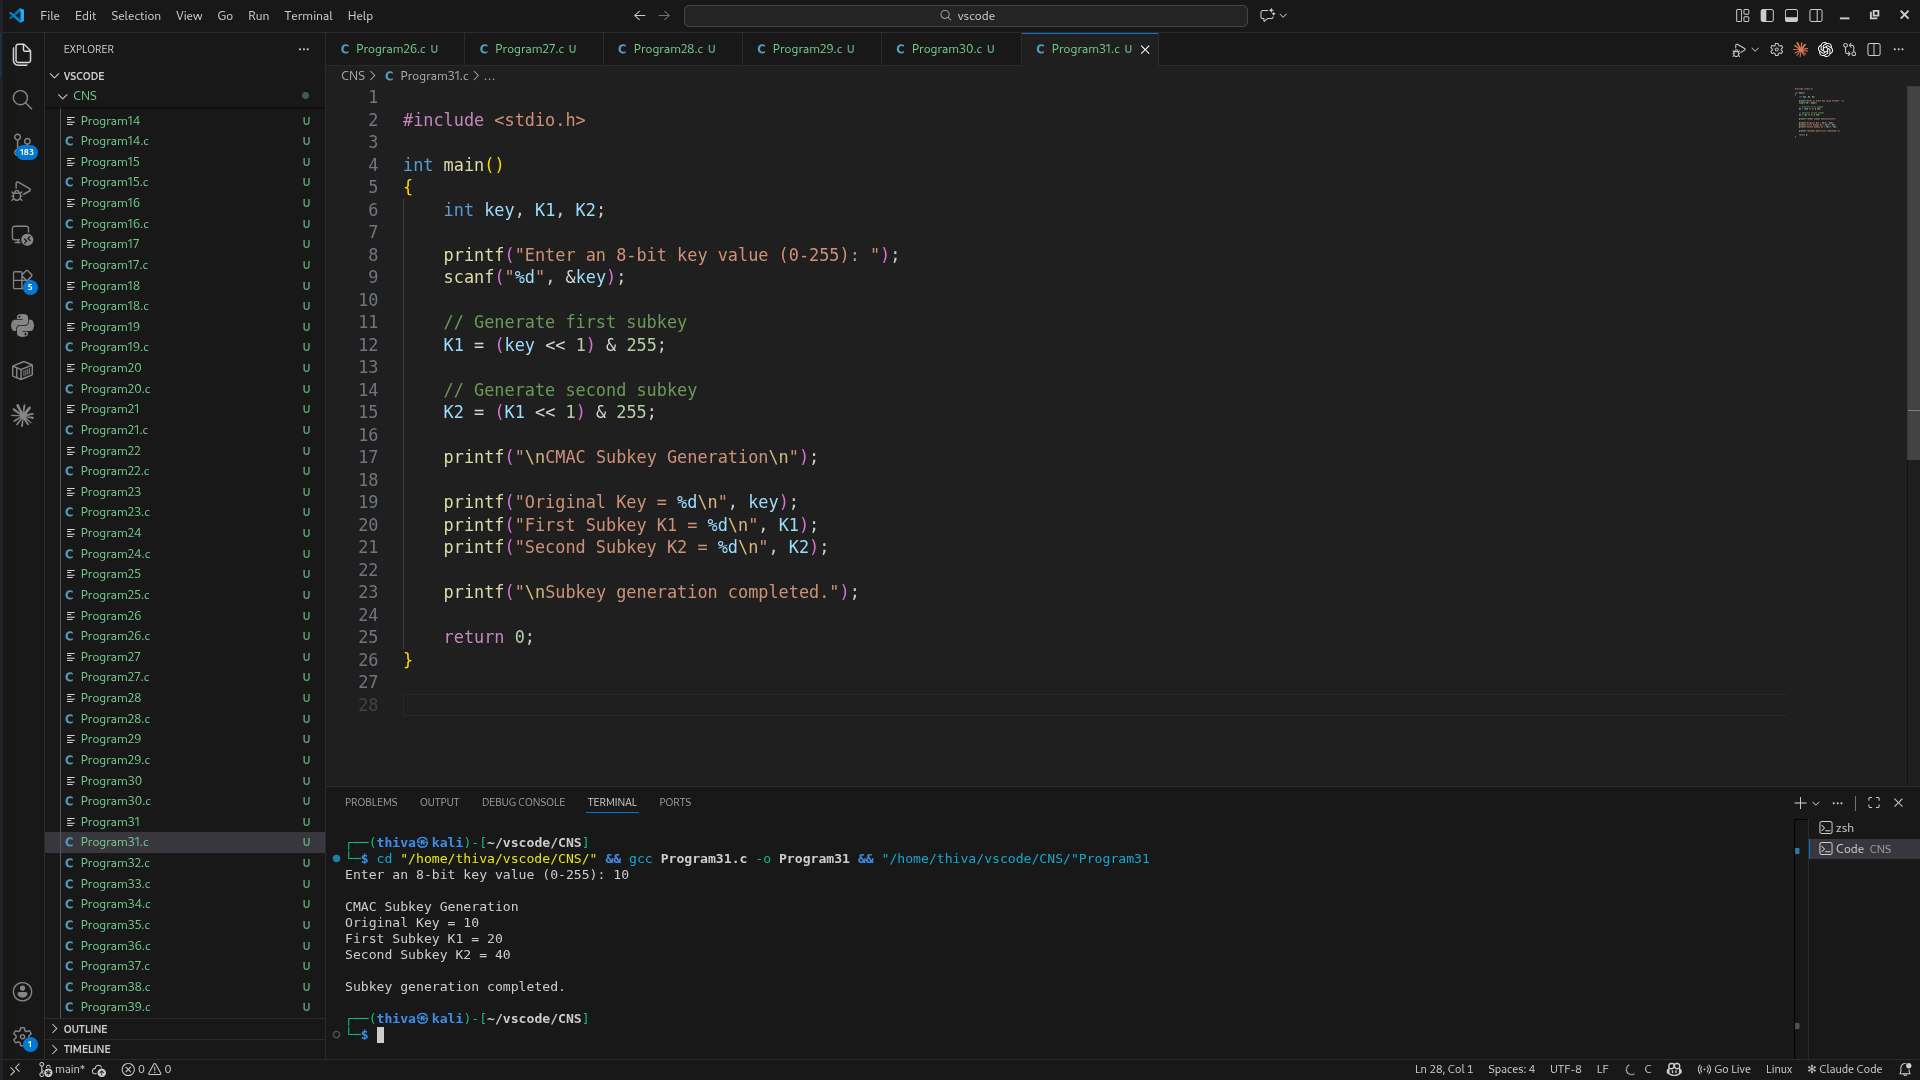 File Edit Selection View Go Run Terminal Help
vscode
EXPLORER
Program26.c U
Program27.c U
Program28.c U
Program29.c U
Program30.c U
Program31.c U
VSCODE
CNS
CNS > Program31.c > ...
Program14 U
Program14.c U
Program15 U
Program15.c U
Program16 U
Program16.c U
Program17 U
Program17.c U
Program18 U
Program18.c U
Program19 U
Program19.c U
Program20 U
Program20.c U
Program21 U
Program21.c U
Program22 U
Program22.c U
Program23 U
Program23.c U
Program24 U
Program24.c U
Program25 U
Program25.c U
Program26 U
Program26.c U
Program27 U
Program27.c U
Program28 U
Program28.c U
Program29 U
Program29.c U
Program30 U
Program30.c U
Program31 U
Program31.c U
Program32.c U
Program33.c U
Program34.c U
Program35.c U
Program36.c U
Program37.c U
Program38.c U
Program39.c U
OUTLINE
TIMELINE
183
5
1
1
2 #include <stdio.h>
3
4 int main()
5 {
6 int key, K1, K2;
7
8 printf("Enter an 8-bit key value (0-255): ");
9 scanf("%d", &key);
10
11 // Generate first subkey
12 K1 = (key << 1) & 255;
13
14 // Generate second subkey
15 K2 = (K1 << 1) & 255;
16
17 printf("\nCMAC Subkey Generation\n");
18
19 printf("Original Key = %d\n", key);
20 printf("First Subkey K1 = %d\n", K1);
21 printf("Second Subkey K2 = %d\n", K2);
22
23 printf("\nSubkey generation completed.");
24
25 return 0;
26 }
27
28
PROBLEMS OUTPUT DEBUG CONSOLE TERMINAL PORTS
┌──(thiva㉿kali)-[~/vscode/CNS]
└─$ cd "/home/thiva/vscode/CNS/" && gcc Program31.c -o Program31 && "/home/thiva/vscode/CNS/"Program31
Enter an 8-bit key value (0-255): 10
CMAC Subkey Generation
Original Key = 10
First Subkey K1 = 20
Second Subkey K2 = 40
Subkey generation completed.
┌──(thiva㉿kali)-[~/vscode/CNS]
└─$
zsh
Code CNS
main* 0 0
Ln 28, Col 1 Spaces: 4 UTF-8 LF C Go Live Linux Claude Code